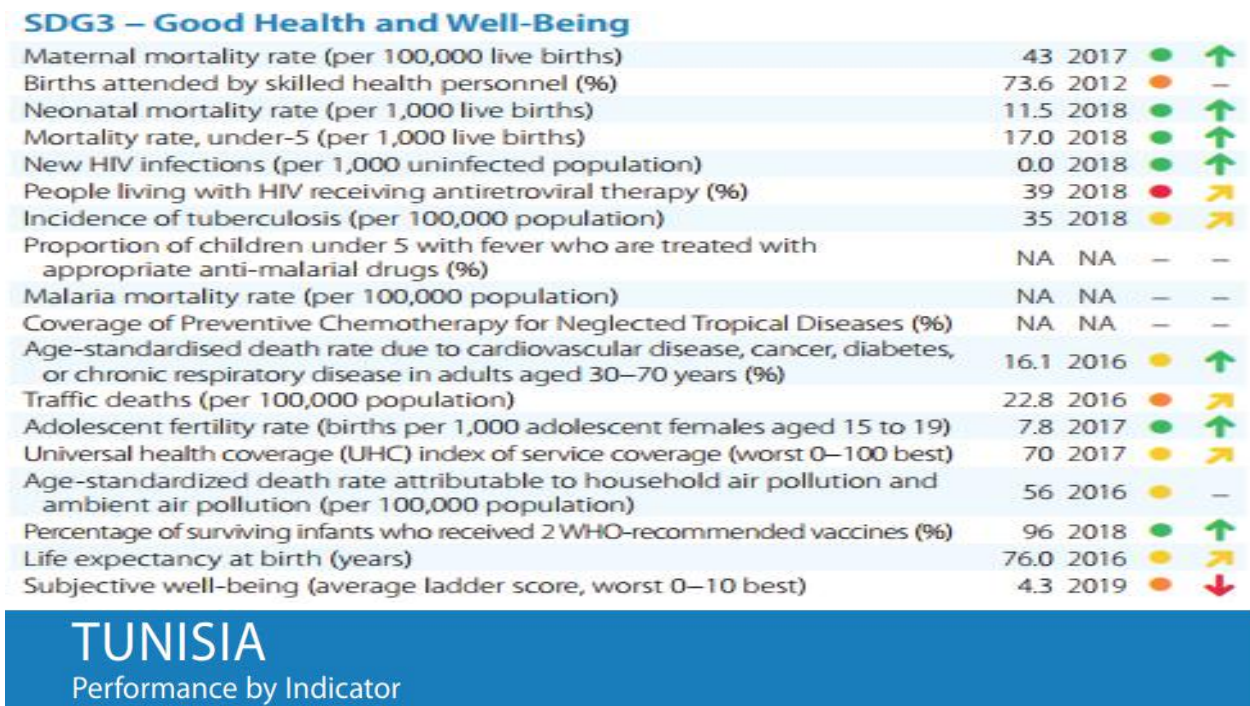 SDG3 – Good Health and Well-Being
Maternal mortality rate (per 100,000 live births) 43 2017
Births attended by skilled health personnel (%) 73.6 2012 –
Neonatal mortality rate (per 1,000 live births) 11.5 2018
Mortality rate, under-5 (per 1,000 live births) 17.0 2018
New HIV infections (per 1,000 uninfected population) 0.0 2018
People living with HIV receiving antiretroviral therapy (%) 39 2018
Incidence of tuberculosis (per 100,000 population) 35 2018
Proportion of children under 5 with fever who are treated with
appropriate anti-malarial drugs (%) NA NA – –
Malaria mortality rate (per 100,000 population) NA NA – –
Coverage of Preventive Chemotherapy for Neglected Tropical Diseases (%) NA NA – –
Age-standardised death rate due to cardiovascular disease, cancer, diabetes,
or chronic respiratory disease in adults aged 30–70 years (%) 16.1 2016
Traffic deaths (per 100,000 population) 22.8 2016
Adolescent fertility rate (births per 1,000 adolescent females aged 15 to 19) 7.8 2017
Universal health coverage (UHC) index of service coverage (worst 0–100 best) 70 2017
Age-standardized death rate attributable to household air pollution and
ambient air pollution (per 100,000 population) 56 2016 –
Percentage of surviving infants who received 2 WHO-recommended vaccines (%) 96 2018
Life expectancy at birth (years) 76.0 2016
Subjective well-being (average ladder score, worst 0–10 best) 4.3 2019
TUNISIA
Performance by Indicator